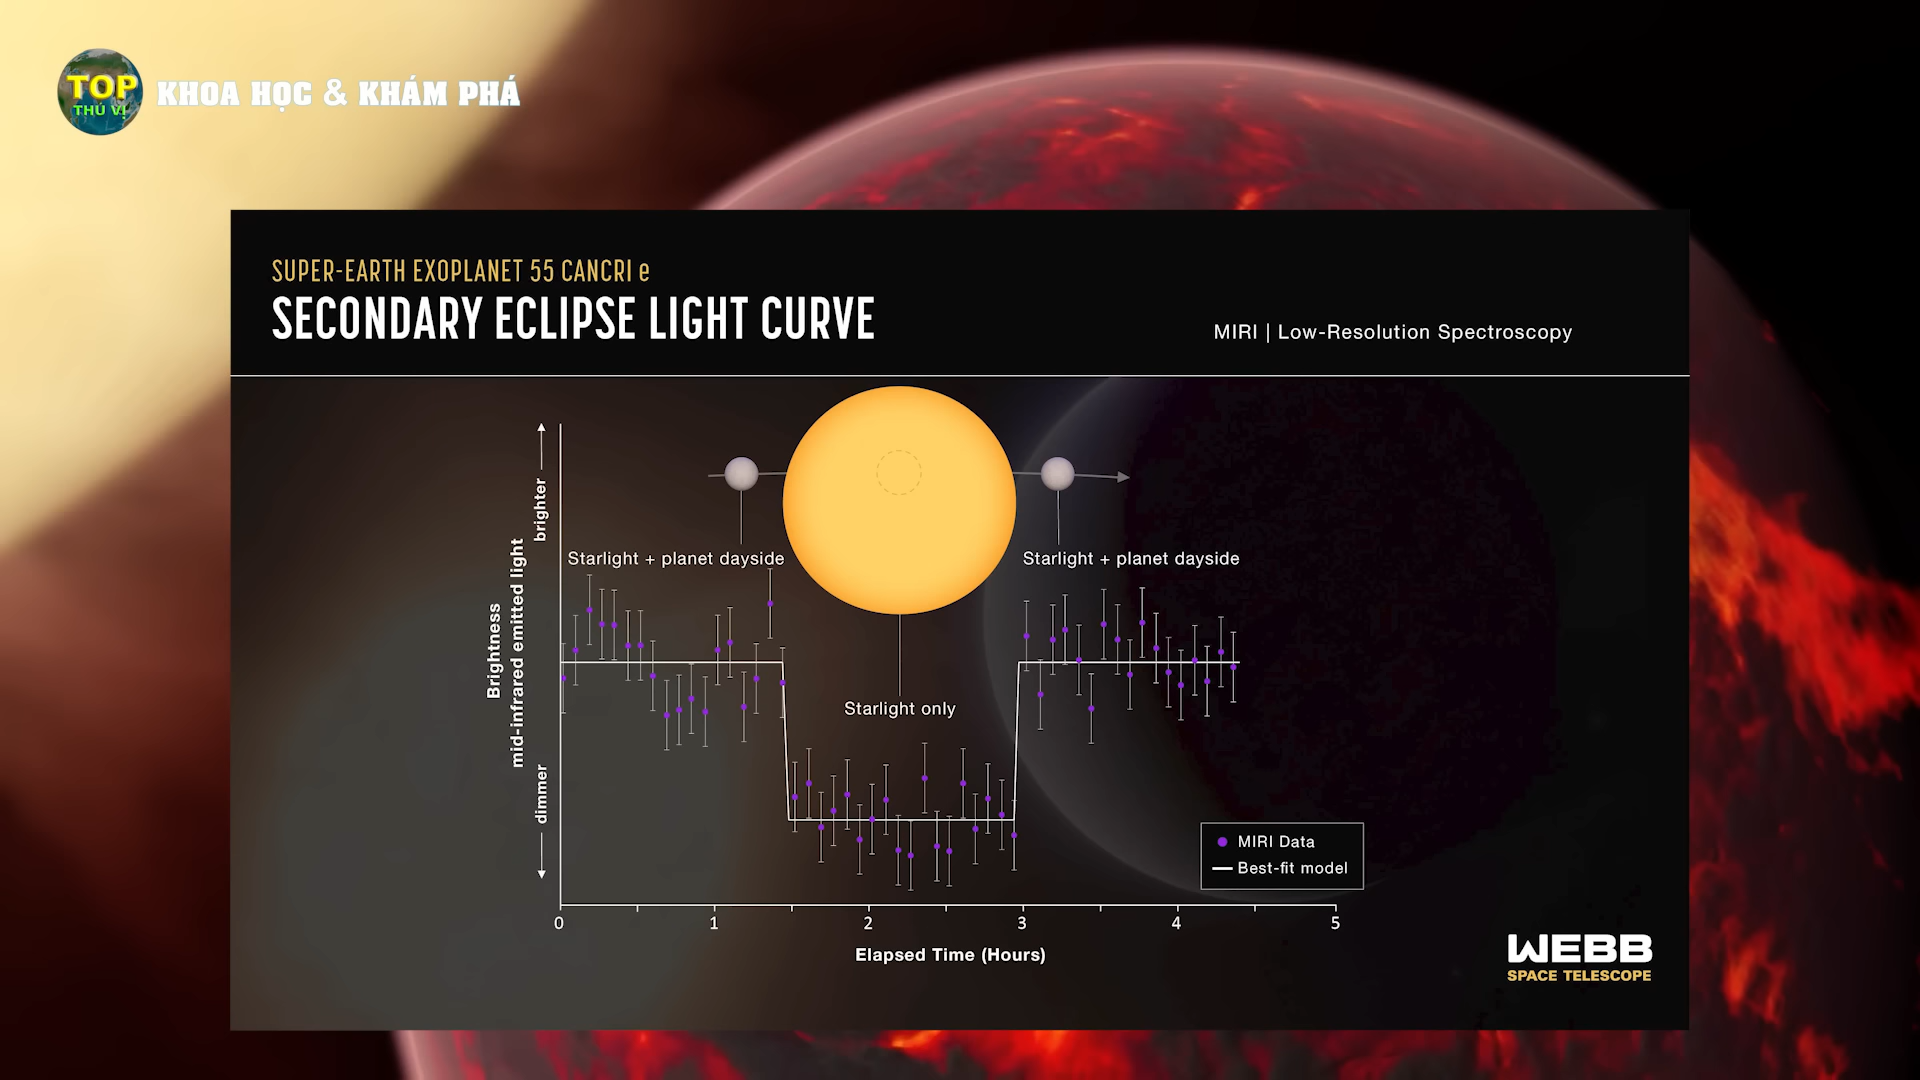 TOP
THÚ VỊ
KHOA HỌC & KHÁM PHÁ
SUPER-EARTH EXOPLANET 55 CANCRI e
SECONDARY ECLIPSE LIGHT CURVE
MIRI | Low-Resolution Spectroscopy
Starlight + planet dayside
Starlight + planet dayside
Starlight only
brighter
Brightness
mid-infrared emitted light
dimmer
MIRI Data
Best-fit model
0 1 2 3 4 5
Elapsed Time (Hours)
WEBB
SPACE TELESCOPE